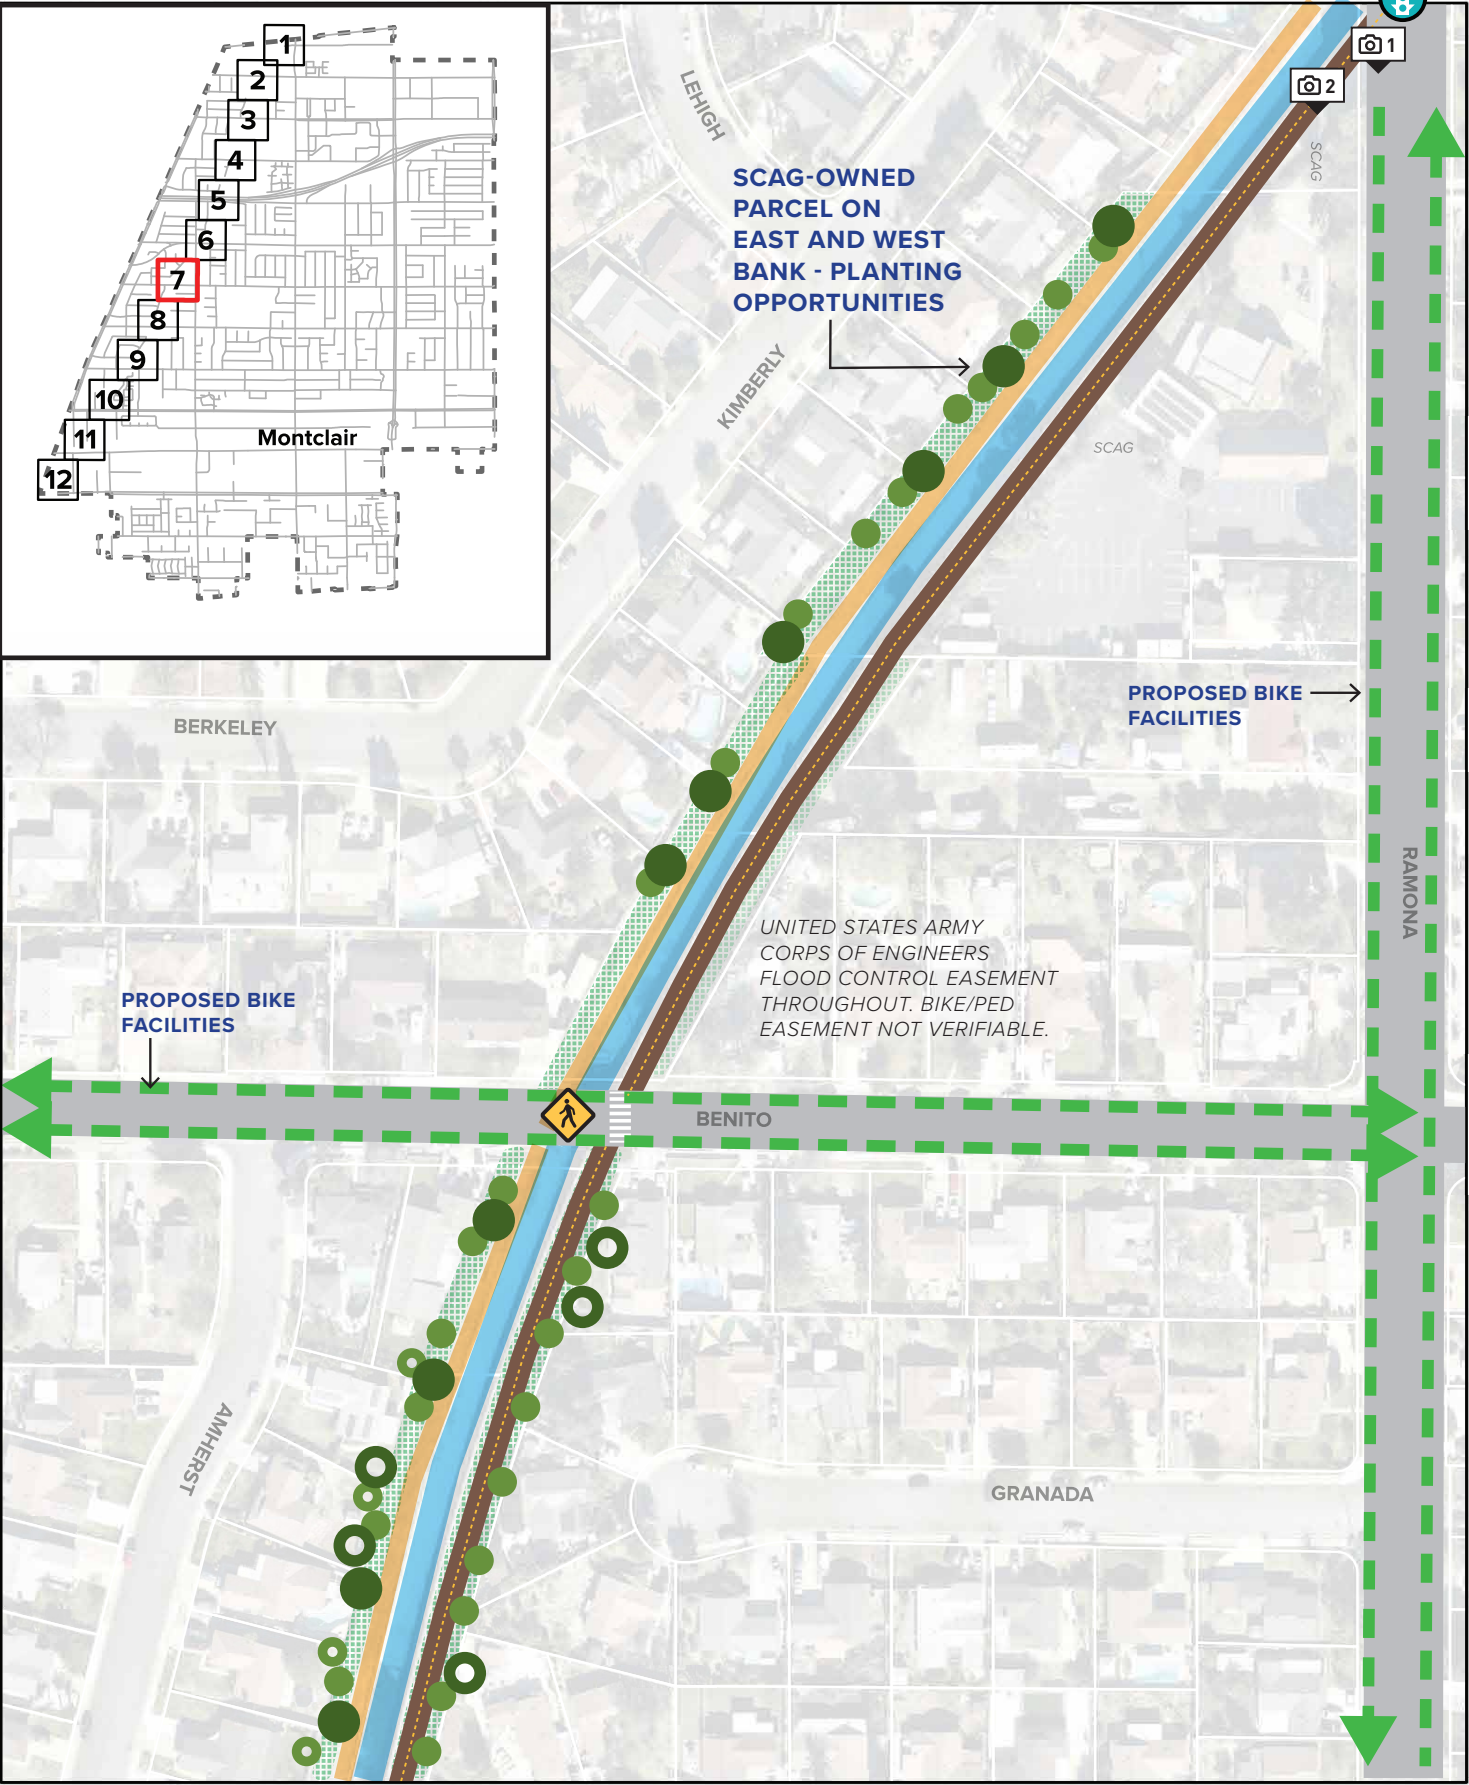 1
2
3
4
5
6
7
8
9
10
11
12
Montclair
1
2
LEHIGH
SCAG
SCAG-OWNED
PARCEL ON
EAST AND WEST
BANK - PLANTING
OPPORTUNITIES
KIMBERLY
SCAG
PROPOSED BIKE
FACILITIES
BERKELEY
RAMONA
UNITED STATES ARMY
CORPS OF ENGINEERS
FLOOD CONTROL EASEMENT
THROUGHOUT. BIKE/PED
EASEMENT NOT VERIFIABLE.
PROPOSED BIKE
FACILITIES
BENITO
AMHERST
GRANADA